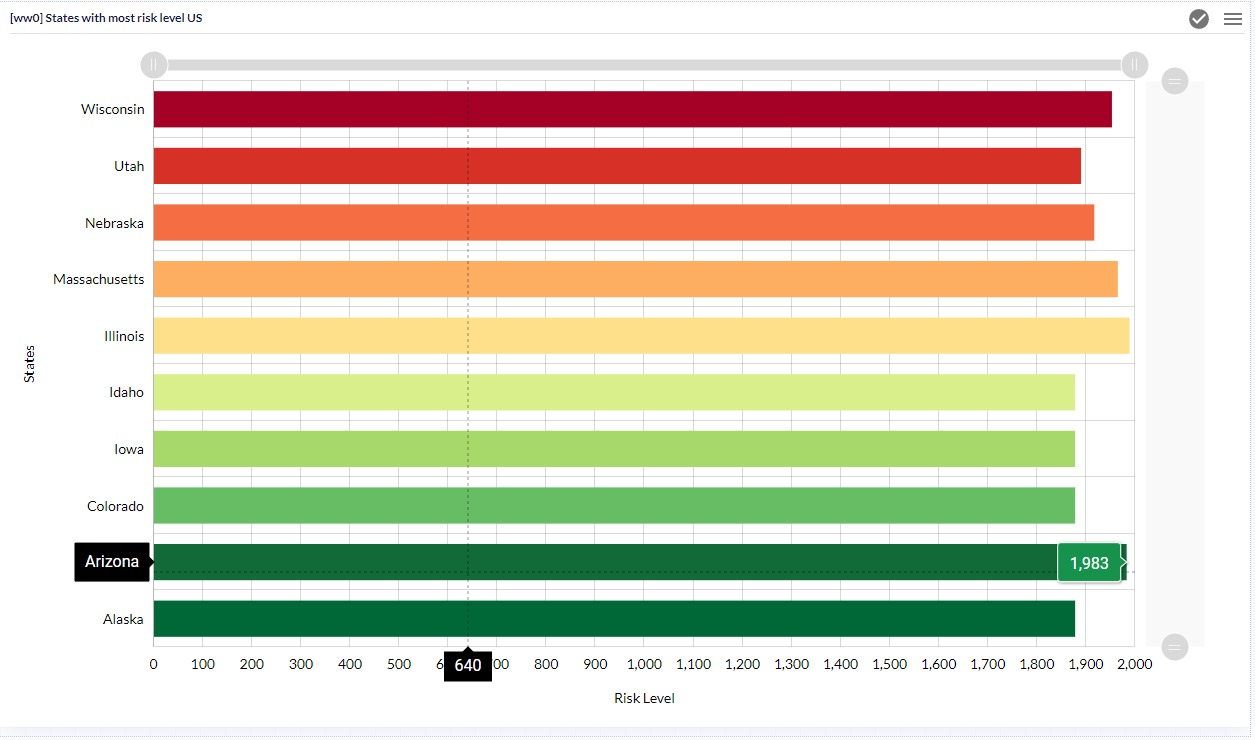 [ww0] States with most risk level US
Wisconsin
Utah
Nebraska
Massachusetts
Illinois
States
Idaho
Iowa
Colorado
Arizona
1,983
Alaska
0 100 200 300 400 500 640 800 900 1,000 1,100 1,200 1,300 1,400 1,500 1,600 1,700 1,800 1,900 2,000
Risk Level